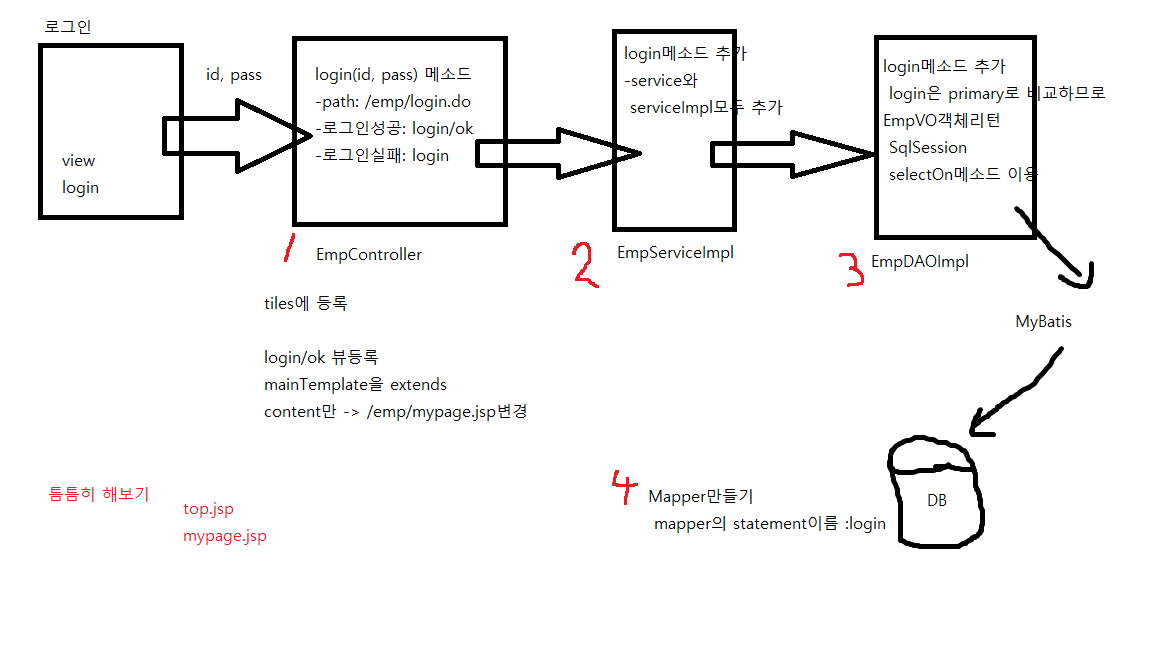 로그인
view
login
id, pass
login(id, pass) 메소드
-path: /emp/login.do
-로그인성공: login/ok
-로그인실패: login
1
EmpController
tiles에 등록
login/ok 뷰등록
mainTemplate을 extends
content만 -> /emp/mypage.jsp변경
login메소드 추가
-service와
serviceImpl모두 추가
2
EmpServiceImpl
login메소드 추가
login은 primary로 비교하므로
EmpVO객체리턴
SqlSession
selectOn메소드 이용
3
EmpDAOImpl
MyBatis
DB
4
Mapper만들기
mapper의 statement이름 :login
틈틈히 해보기
top.jsp
mypage.jsp